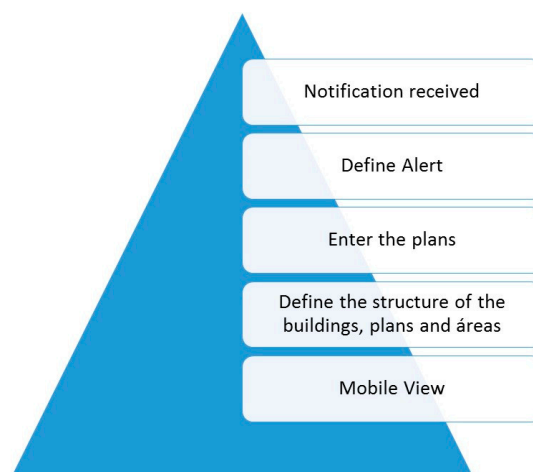 Notification received
Define Alert
Enter the plans
Define the structure of the
buildings, plans and áreas
Mobile View